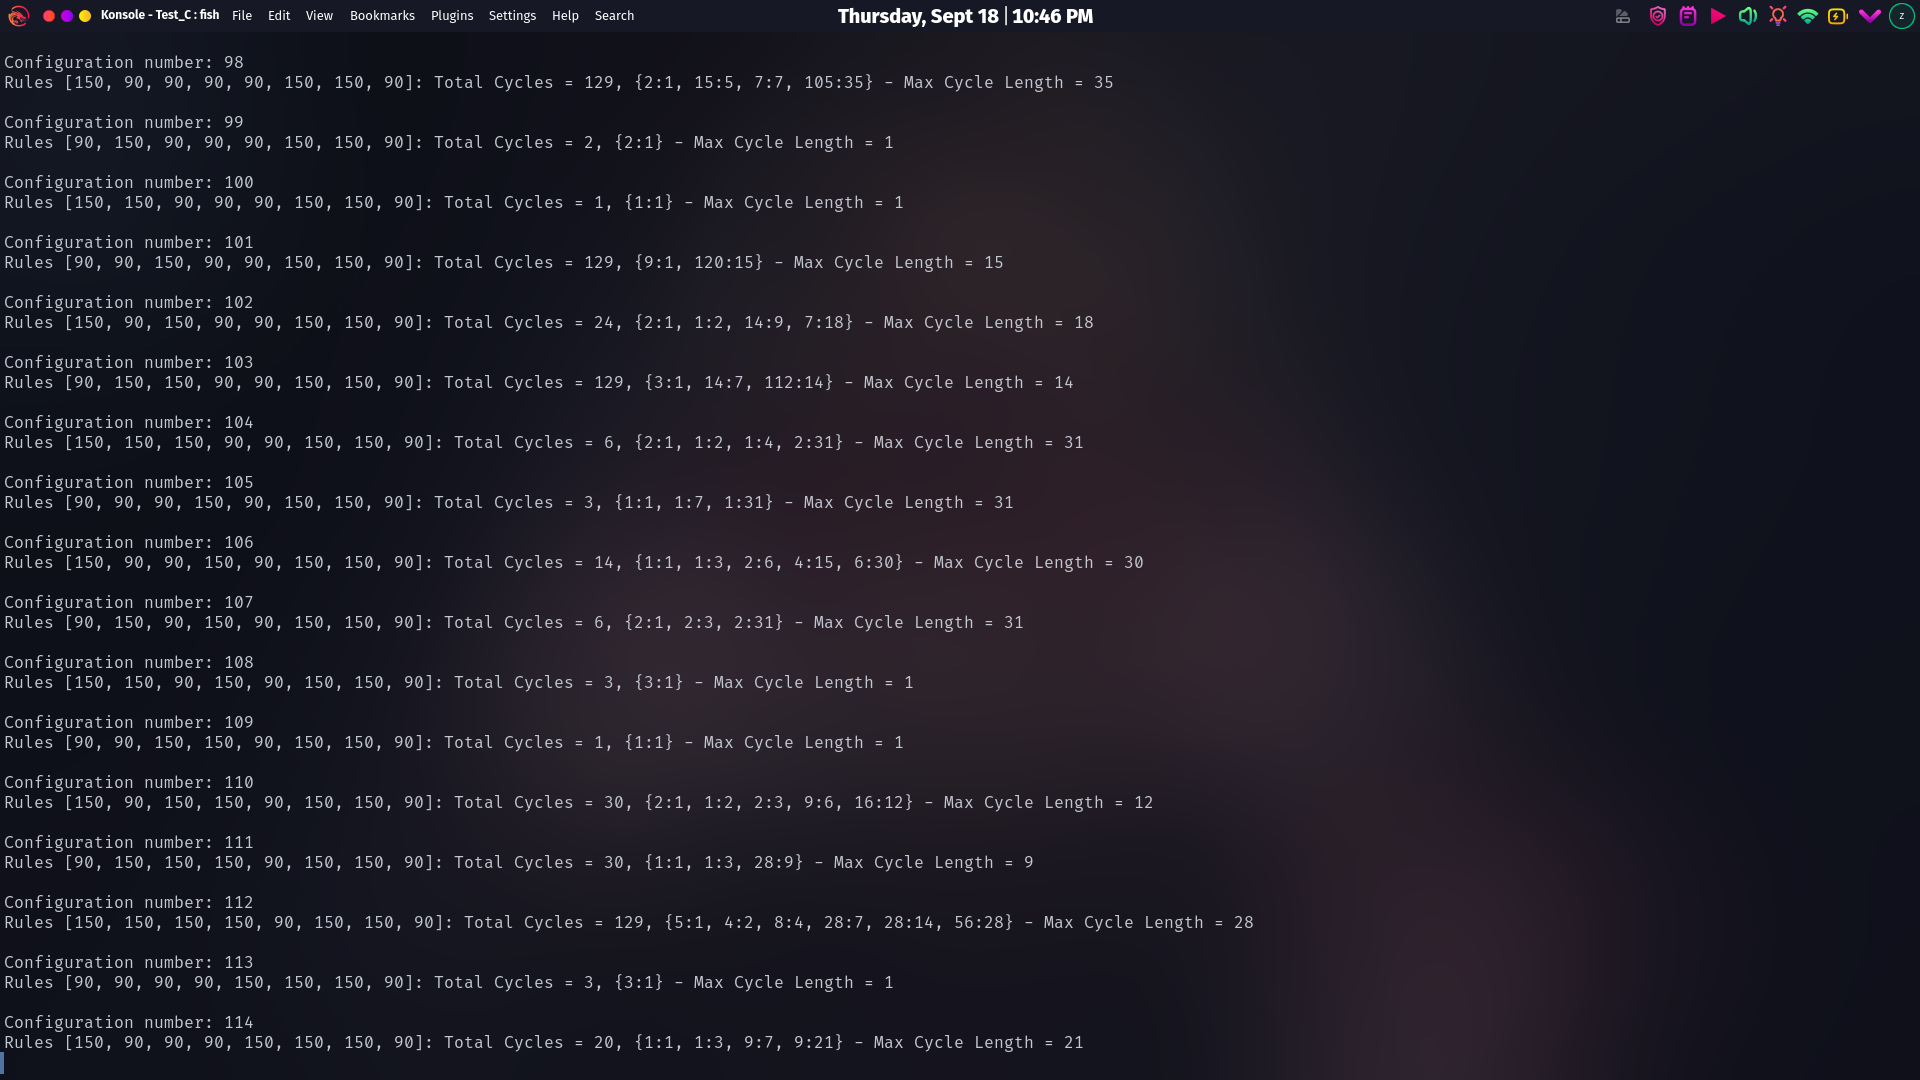 Konsole - Test_C : fish File Edit View Bookmarks Plugins Settings Help Search Thursday, Sept 18 | 10:46 PM z
Configuration number: 98
Rules [150, 90, 90, 90, 90, 150, 150, 90]: Total Cycles = 129, {2:1, 15:5, 7:7, 105:35} - Max Cycle Length = 35
Configuration number: 99
Rules [90, 150, 90, 90, 90, 150, 150, 90]: Total Cycles = 2, {2:1} - Max Cycle Length = 1
Configuration number: 100
Rules [150, 150, 90, 90, 90, 150, 150, 90]: Total Cycles = 1, {1:1} - Max Cycle Length = 1
Configuration number: 101
Rules [90, 90, 150, 90, 90, 150, 150, 90]: Total Cycles = 129, {9:1, 120:15} - Max Cycle Length = 15
Configuration number: 102
Rules [150, 90, 150, 90, 90, 150, 150, 90]: Total Cycles = 24, {2:1, 1:2, 14:9, 7:18} - Max Cycle Length = 18
Configuration number: 103
Rules [90, 150, 150, 90, 90, 150, 150, 90]: Total Cycles = 129, {3:1, 14:7, 112:14} - Max Cycle Length = 14
Configuration number: 104
Rules [150, 150, 150, 90, 90, 150, 150, 90]: Total Cycles = 6, {2:1, 1:2, 1:4, 2:31} - Max Cycle Length = 31
Configuration number: 105
Rules [90, 90, 90, 150, 90, 150, 150, 90]: Total Cycles = 3, {1:1, 1:7, 1:31} - Max Cycle Length = 31
Configuration number: 106
Rules [150, 90, 90, 150, 90, 150, 150, 90]: Total Cycles = 14, {1:1, 1:3, 2:6, 4:15, 6:30} - Max Cycle Length = 30
Configuration number: 107
Rules [90, 150, 90, 150, 90, 150, 150, 90]: Total Cycles = 6, {2:1, 2:3, 2:31} - Max Cycle Length = 31
Configuration number: 108
Rules [150, 150, 90, 150, 90, 150, 150, 90]: Total Cycles = 3, {3:1} - Max Cycle Length = 1
Configuration number: 109
Rules [90, 90, 150, 150, 90, 150, 150, 90]: Total Cycles = 1, {1:1} - Max Cycle Length = 1
Configuration number: 110
Rules [150, 90, 150, 150, 90, 150, 150, 90]: Total Cycles = 30, {2:1, 1:2, 2:3, 9:6, 16:12} - Max Cycle Length = 12
Configuration number: 111
Rules [90, 150, 150, 150, 90, 150, 150, 90]: Total Cycles = 30, {1:1, 1:3, 28:9} - Max Cycle Length = 9
Configuration number: 112
Rules [150, 150, 150, 150, 90, 150, 150, 90]: Total Cycles = 129, {5:1, 4:2, 8:4, 28:7, 28:14, 56:28} - Max Cycle Length = 28
Configuration number: 113
Rules [90, 90, 90, 90, 150, 150, 150, 90]: Total Cycles = 3, {3:1} - Max Cycle Length = 1
Configuration number: 114
Rules [150, 90, 90, 90, 150, 150, 150, 90]: Total Cycles = 20, {1:1, 1:3, 9:7, 9:21} - Max Cycle Length = 21